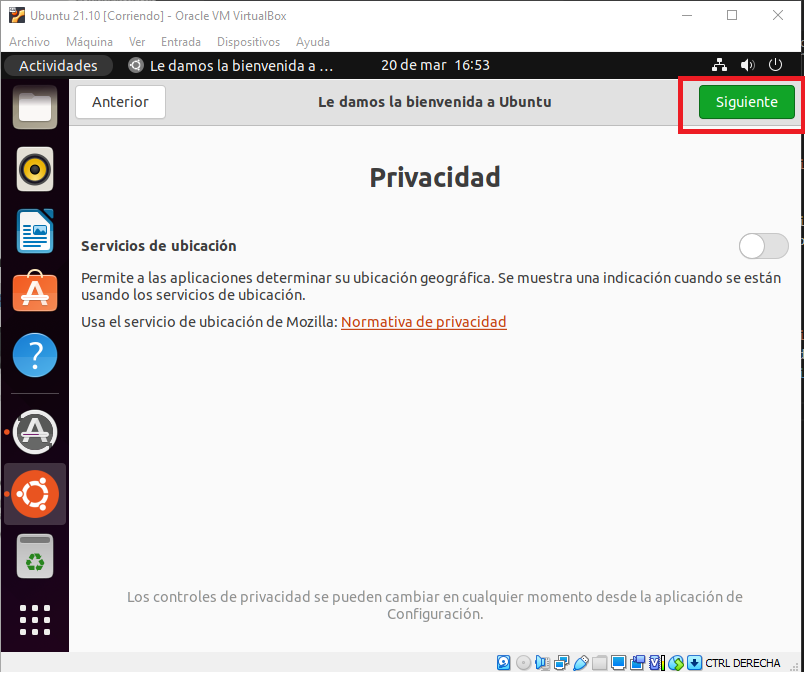 Ubuntu 21.10 [Corriendo] - Oracle VM VirtualBox
Archivo Máquina Ver Entrada Dispositivos Ayuda
Actividades Le damos la bienvenida a ... 20 de mar 16:53
Anterior Le damos la bienvenida a Ubuntu Siguiente
Privacidad
Servicios de ubicación
Permite a las aplicaciones determinar su ubicación geográfica. Se muestra una indicación cuando se están
usando los servicios de ubicación.
Usa el servicio de ubicación de Mozilla: Normativa de privacidad
Los controles de privacidad se pueden cambiar en cualquier momento desde la aplicación de
Configuración.
CTRL DERECHA